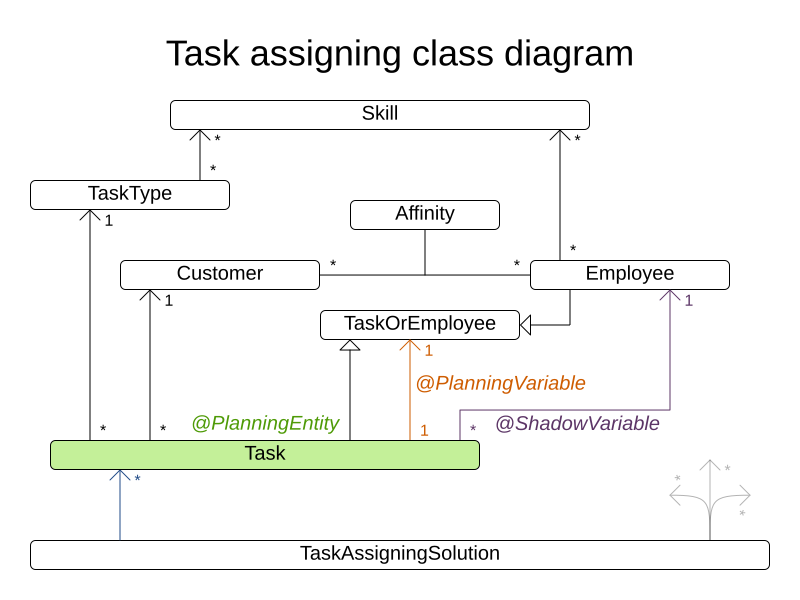 Task assigning class diagram
Skill
*
*
*
TaskType
1
Affinity
*
*
*
Customer
Employee
1
1
TaskOrEmployee
1
@PlanningVariable
@PlanningEntity
@ShadowVariable
*
*
1
*
Task
*
*
*
*
TaskAssigningSolution